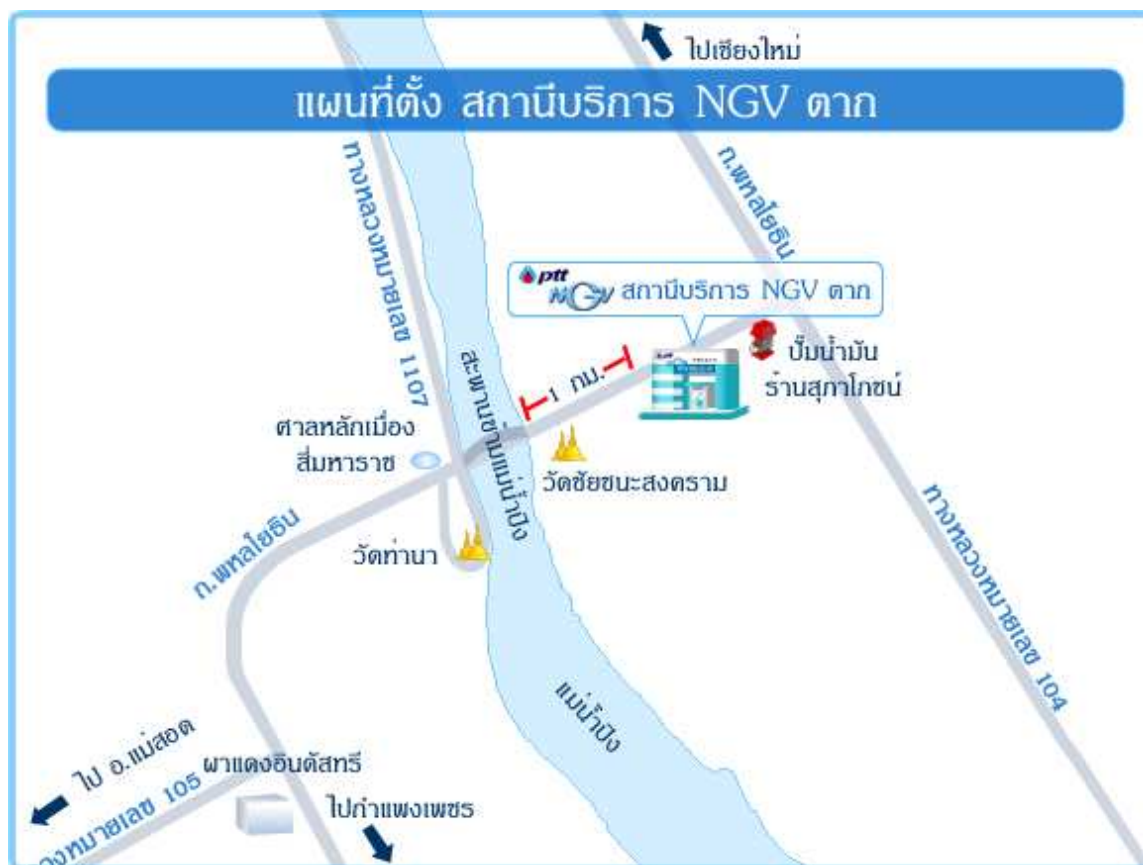 ไปเชียงใหม่
แผนที่ตั้ง สถานีบริการ NGV ตาก
ถ.พหลโยธิน
ทางหลวงหมายเลข 1107
ptt
NGV สถานีบริการ NGV ตาก
ปั๊มน้ำมัน
ร้านสุภาโภชน์
1 กม.
สะพานข้ามแม่น้ำปิง
ศาลหลักเมือง
สี่มหาราช
วัดชัยชนะสงคราม
ถ.พหลโยธิน
วัดท่านา
ทางหลวงหมายเลข 104
แม่น้ำปิง
ไป อ.แม่สอด
ผาแดงอินดัสทรี
างหมายเลข 105
ไปกำแพงเพชร